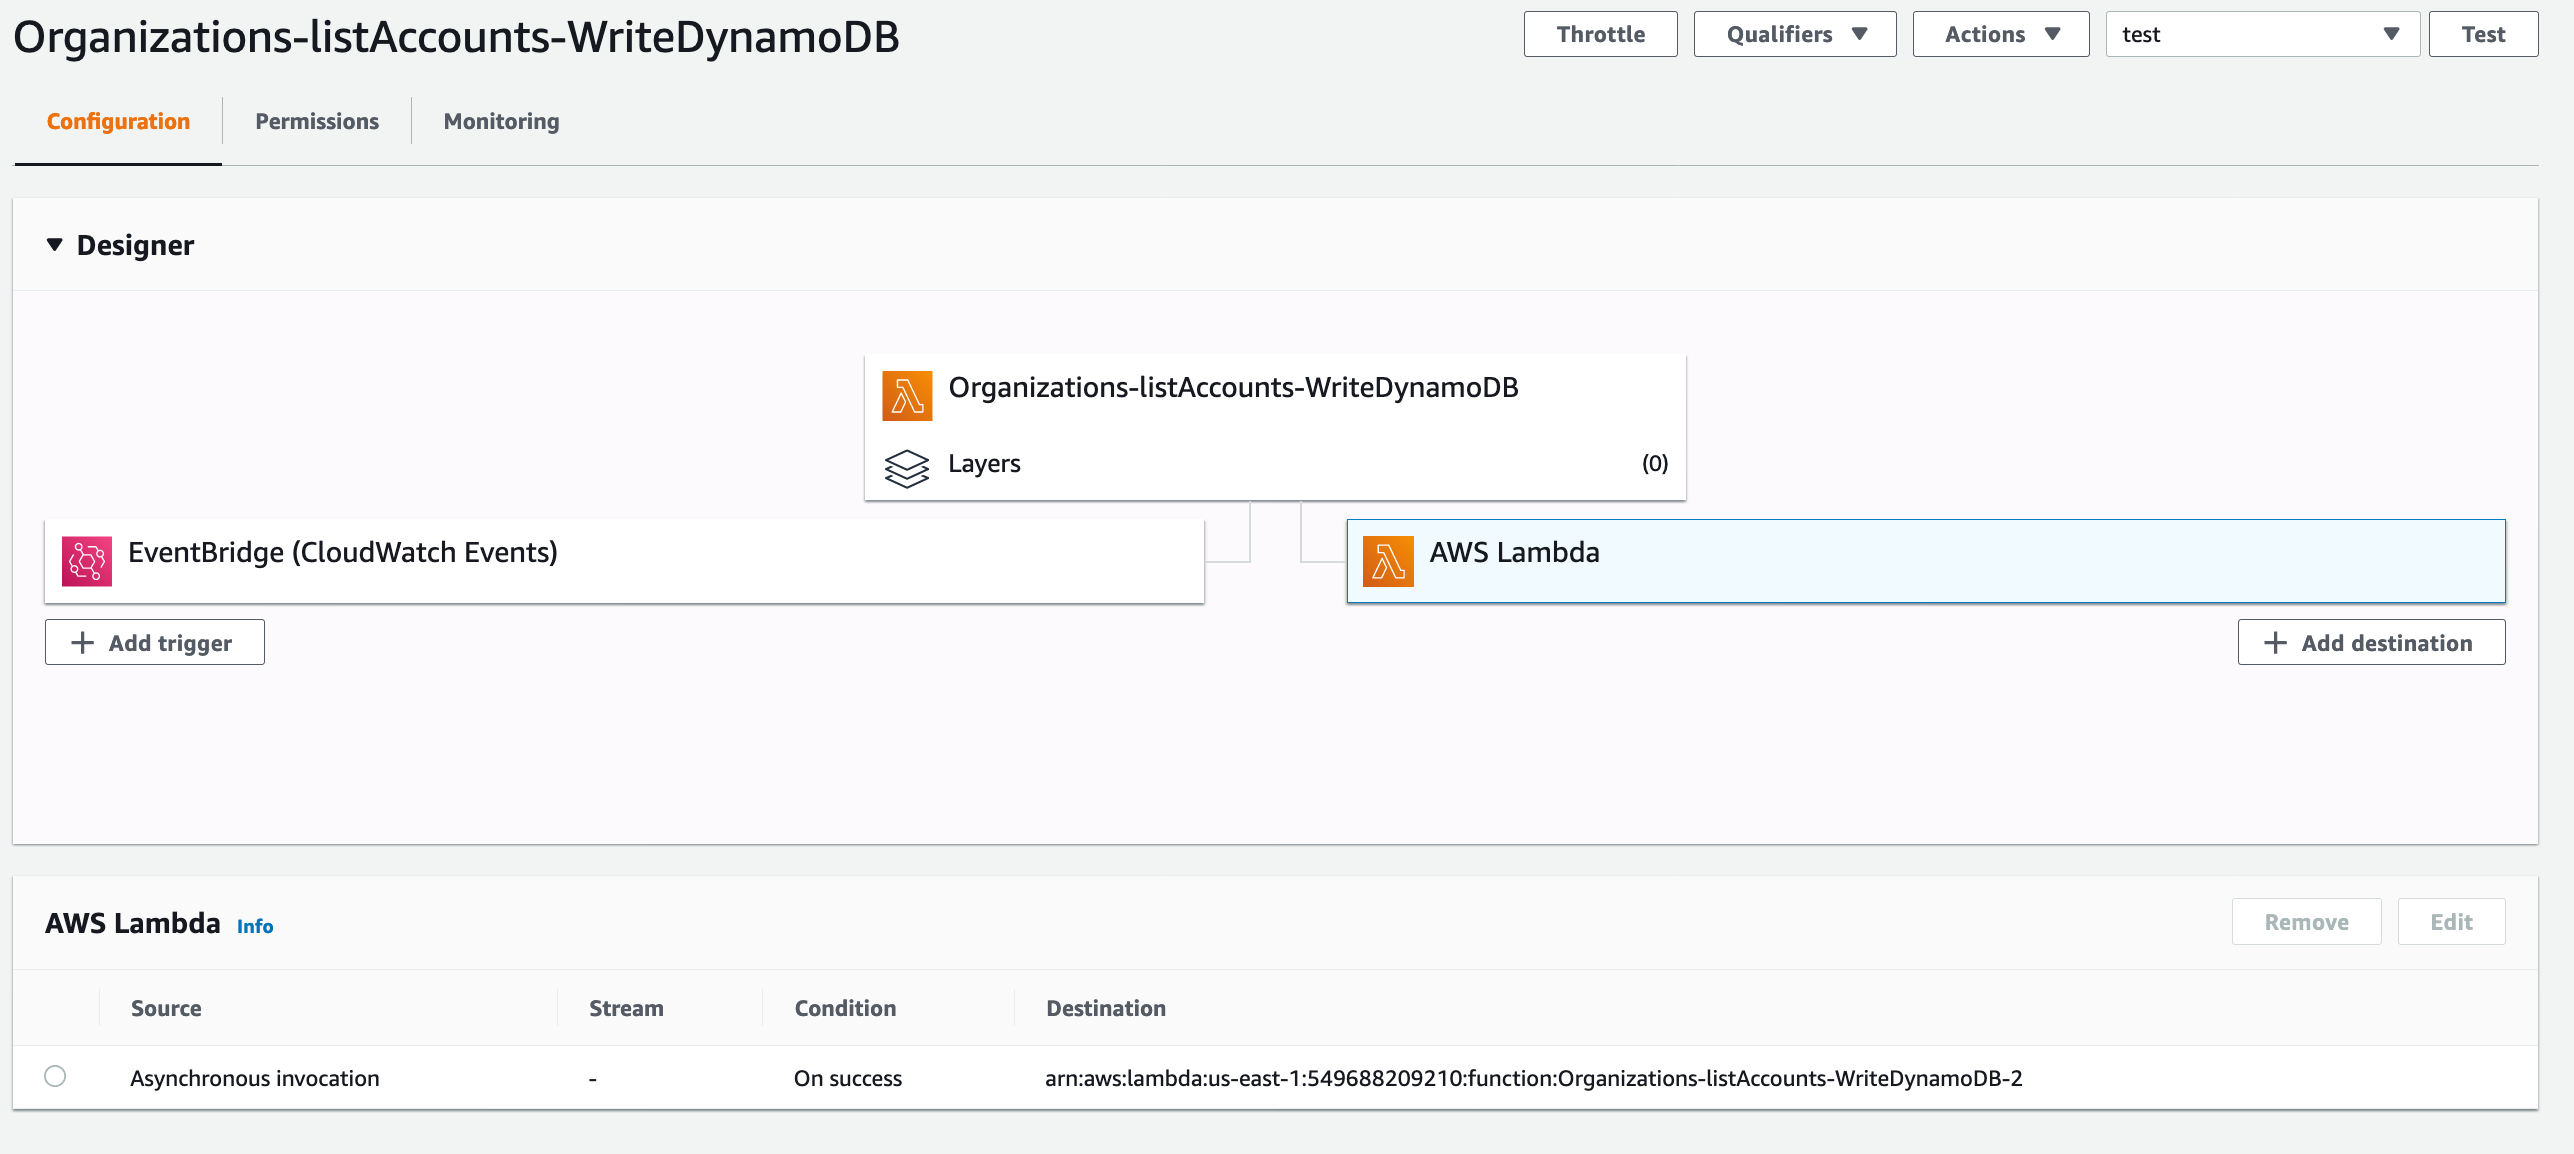 Organizations-listAccounts-WriteDynamoDB
Throttle
Qualifiers
Actions
test
Test
Configuration
Permissions
Monitoring
Designer
Organizations-listAccounts-WriteDynamoDB
Layers
(0)
EventBridge (CloudWatch Events)
AWS Lambda
Add trigger
Add destination
AWS Lambda Info
Remove
Edit
Source
Stream
Condition
Destination
Asynchronous invocation
-
On success
arn:aws:lambda:us-east-1:549688209210:function:Organizations-listAccounts-WriteDynamoDB-2